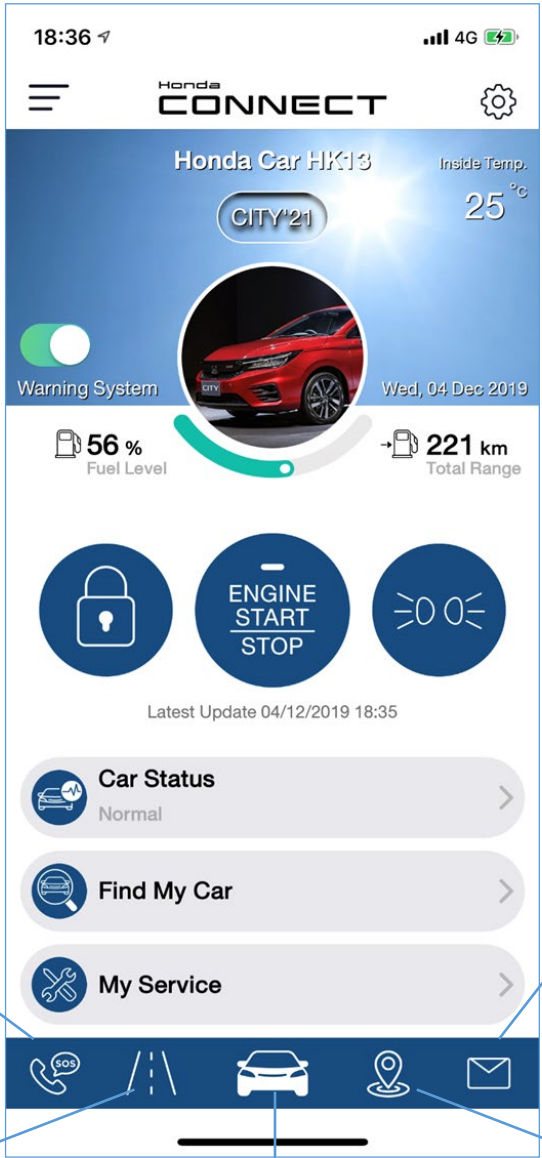 18:36
4G
Honda
CONNECT
Honda Car HK13
Inside Temp.
CITY'21
25 °C
CITY
Warning System
Wed, 04 Dec 2019
56 %
Fuel Level
221 km
Total Range
ENGINE
START
STOP
Latest Update 04/12/2019 18:35
Car Status
Normal
Find My Car
My Service
SOS